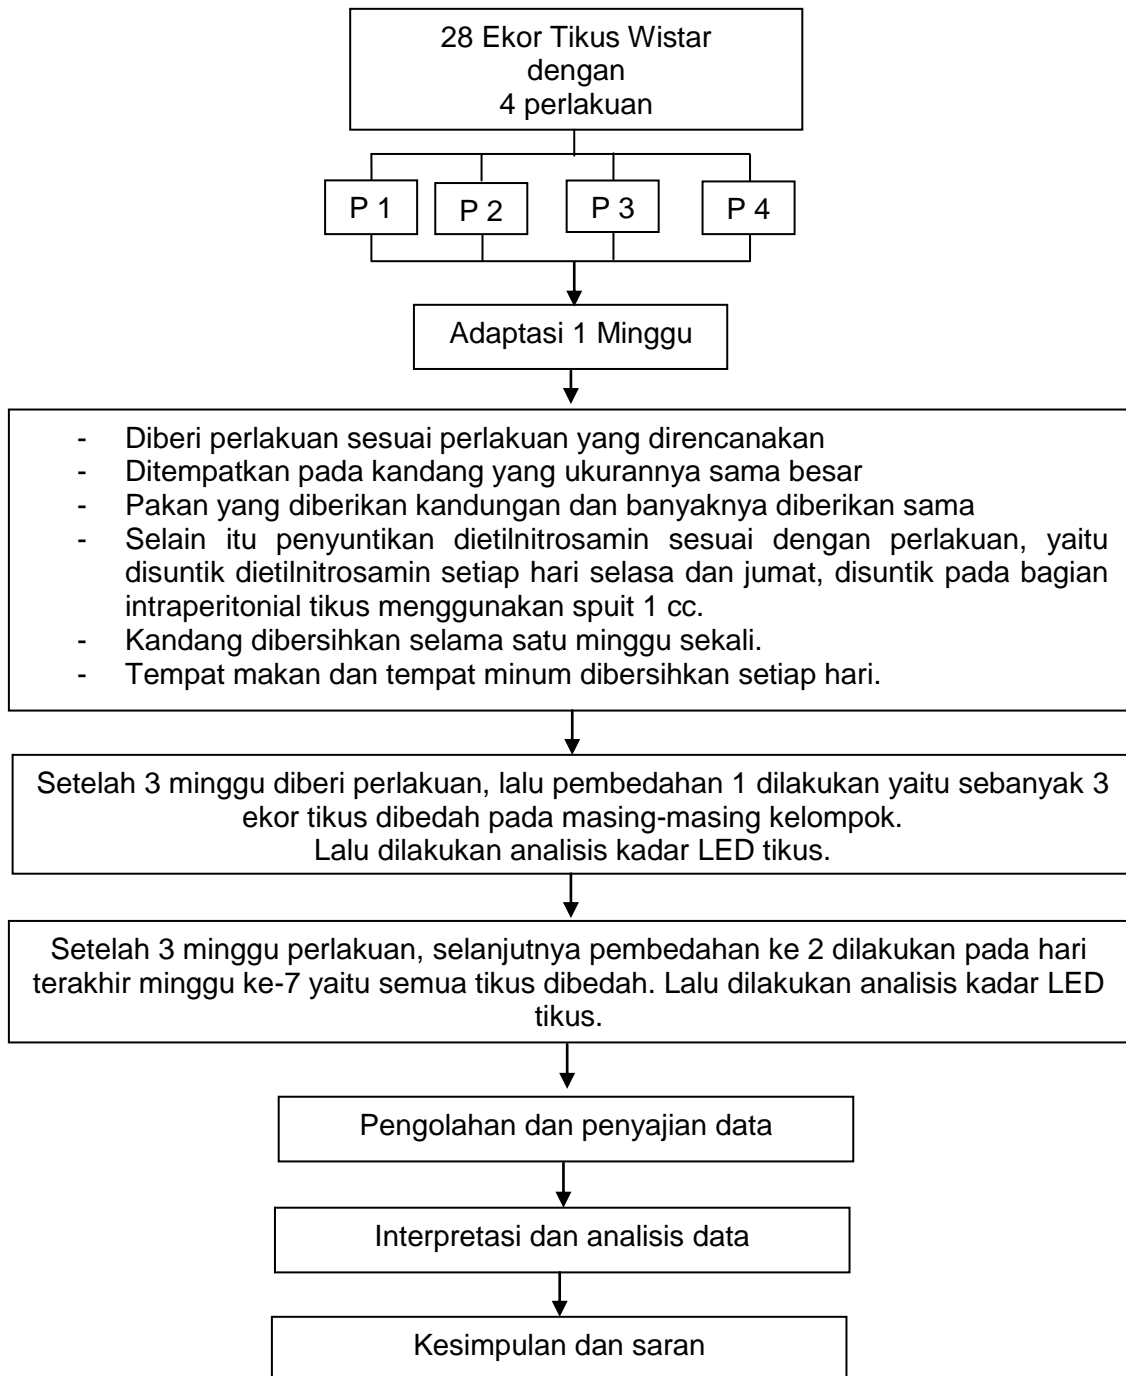 28 Ekor Tikus Wistar
dengan
4 perlakuan
P 1
P 2
P 3
P 4
Adaptasi 1 Minggu
- Diberi perlakuan sesuai perlakuan yang direncanakan
- Ditempatkan pada kandang yang ukurannya sama besar
- Pakan yang diberikan kandungan dan banyaknya diberikan sama
- Selain itu penyuntikan dietilnitrosamin sesuai dengan perlakuan, yaitu
disuntik dietilnitrosamin setiap hari selasa dan jumat, disuntik pada bagian
intraperitonial tikus menggunakan spuit 1 cc.
- Kandang dibersihkan selama satu minggu sekali.
- Tempat makan dan tempat minum dibersihkan setiap hari.
Setelah 3 minggu diberi perlakuan, lalu pembedahan 1 dilakukan yaitu sebanyak 3
ekor tikus dibedah pada masing-masing kelompok.
Lalu dilakukan analisis kadar LED tikus.
Setelah 3 minggu perlakuan, selanjutnya pembedahan ke 2 dilakukan pada hari
terakhir minggu ke-7 yaitu semua tikus dibedah. Lalu dilakukan analisis kadar LED
tikus.
Pengolahan dan penyajian data
Interpretasi dan analisis data
Kesimpulan dan saran